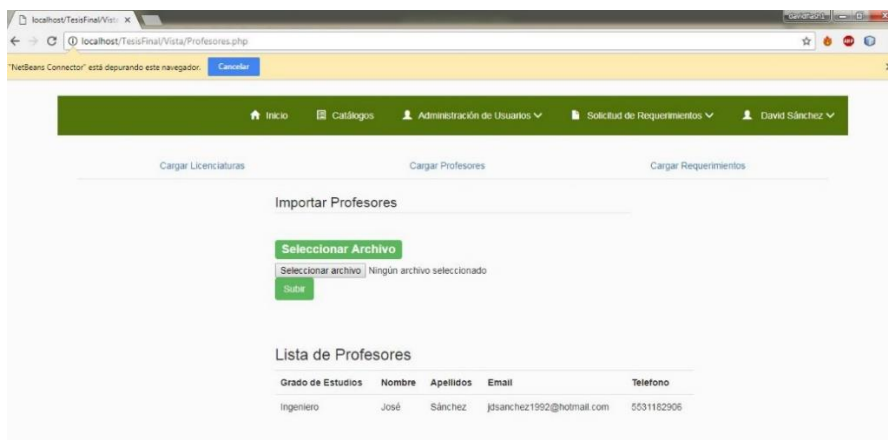 localhost/TesisFinal/Vist
localhost/TesisFinal/Vista/Profesores.php
"NetBeans Connector" está depurando este navegador. Cancelar
Inicio Catálogos Administración de Usuarios Solicitud de Requerimientos David Sánchez
Cargar Licenciaturas Cargar Profesores Cargar Requerimientos
Importar Profesores
Seleccionar Archivo
Seleccionar archivo Ningún archivo seleccionado
Subir
Lista de Profesores
Grado de Estudios Nombre Apellidos Email Telefono
Ingeniero José Sánchez jdsanchez1992@hotmail.com 5531182906